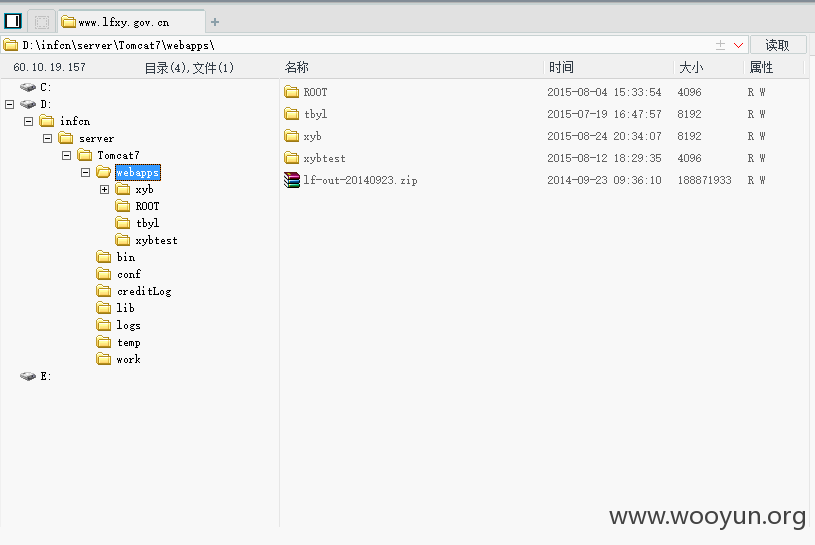 www.lfxy.gov.cn
D:\infcn\server\Tomcat7\webapps\ 读取
60.10.19.157 目录(4),文件(1)
C:
D:
infcn
server
Tomcat7
webapps
xyb
ROOT
tbyl
xybtest
bin
conf
creditLog
lib
logs
temp
work
E:
名称 时间 大小 属性
ROOT 2015-08-04 15:33:54 4096 R W
tbyl 2015-07-19 16:47:57 8192 R W
xyb 2015-08-24 20:34:07 8192 R W
xybtest 2015-08-12 18:29:35 4096 R W
lf-out-20140923.zip 2014-09-23 09:36:10 188871933 R W
www.wooyun.org